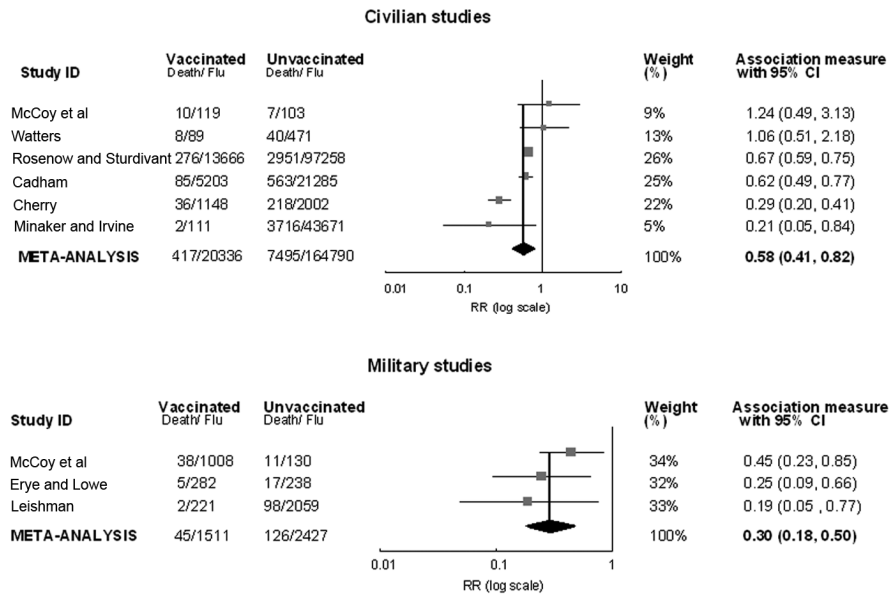 Civilian studies
Vaccinated Unvaccinated Weight Association measure
Study ID Death/ Flu Death/ Flu (%) with 95% CI
McCoy et al 10/119 7/103 9% 1.24 (0.49, 3.13)
Watters 8/89 40/471 13% 1.06 (0.51, 2.18)
Rosenow and Sturdivant 276/13666 2951/97258 26% 0.67 (0.59, 0.75)
Cadham 85/5203 563/21285 25% 0.62 (0.49, 0.77)
Cherry 36/1148 218/2002 22% 0.29 (0.20, 0.41)
Minaker and Irvine 2/111 3716/43671 5% 0.21 (0.05, 0.84)
META-ANALYSIS 417/20336 7495/164790 100% 0.58 (0.41, 0.82)
0.01 0.1 1 10
RR (log scale)
Military studies
Vaccinated Unvaccinated Weight Association measure
Study ID Death/ Flu Death/ Flu (%) with 95% CI
McCoy et al 38/1008 11/130 34% 0.45 (0.23, 0.85)
Erye and Lowe 5/282 17/238 32% 0.25 (0.09, 0.66)
Leishman 2/221 98/2059 33% 0.19 (0.05 , 0.77)
META-ANALYSIS 45/1511 126/2427 100% 0.30 (0.18, 0.50)
0.01 0.1 1
RR (log scale)